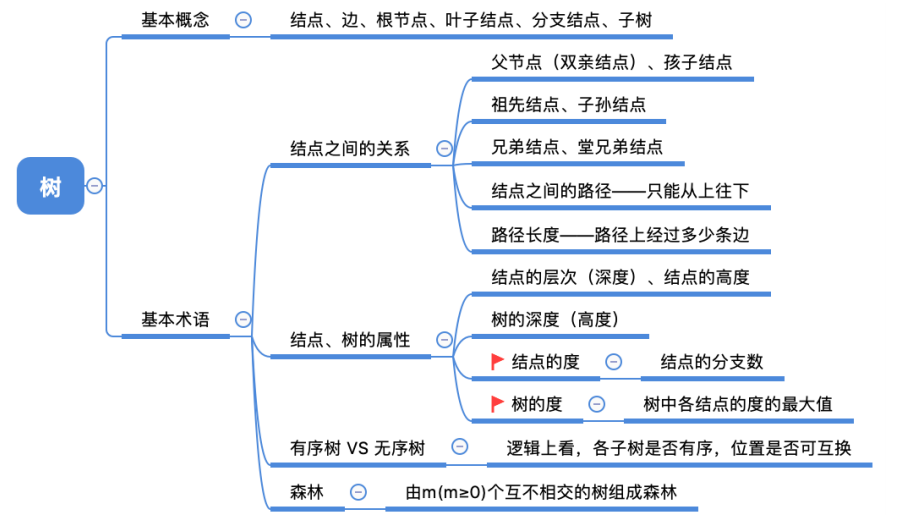 树
基本概念
结点、边、根节点、叶子结点、分支结点、子树
基本术语
结点之间的关系
父节点（双亲结点）、孩子结点
祖先结点、子孙结点
兄弟结点、堂兄弟结点
结点之间的路径——只能从上往下
路径长度——路径上经过多少条边
结点、树的属性
结点的层次（深度）、结点的高度
树的深度（高度）
结点的度
结点的分支数
树的度
树中各结点的度的最大值
有序树 VS 无序树
逻辑上看，各子树是否有序，位置是否可互换
森林
由m(m≥0)个互不相交的树组成森林